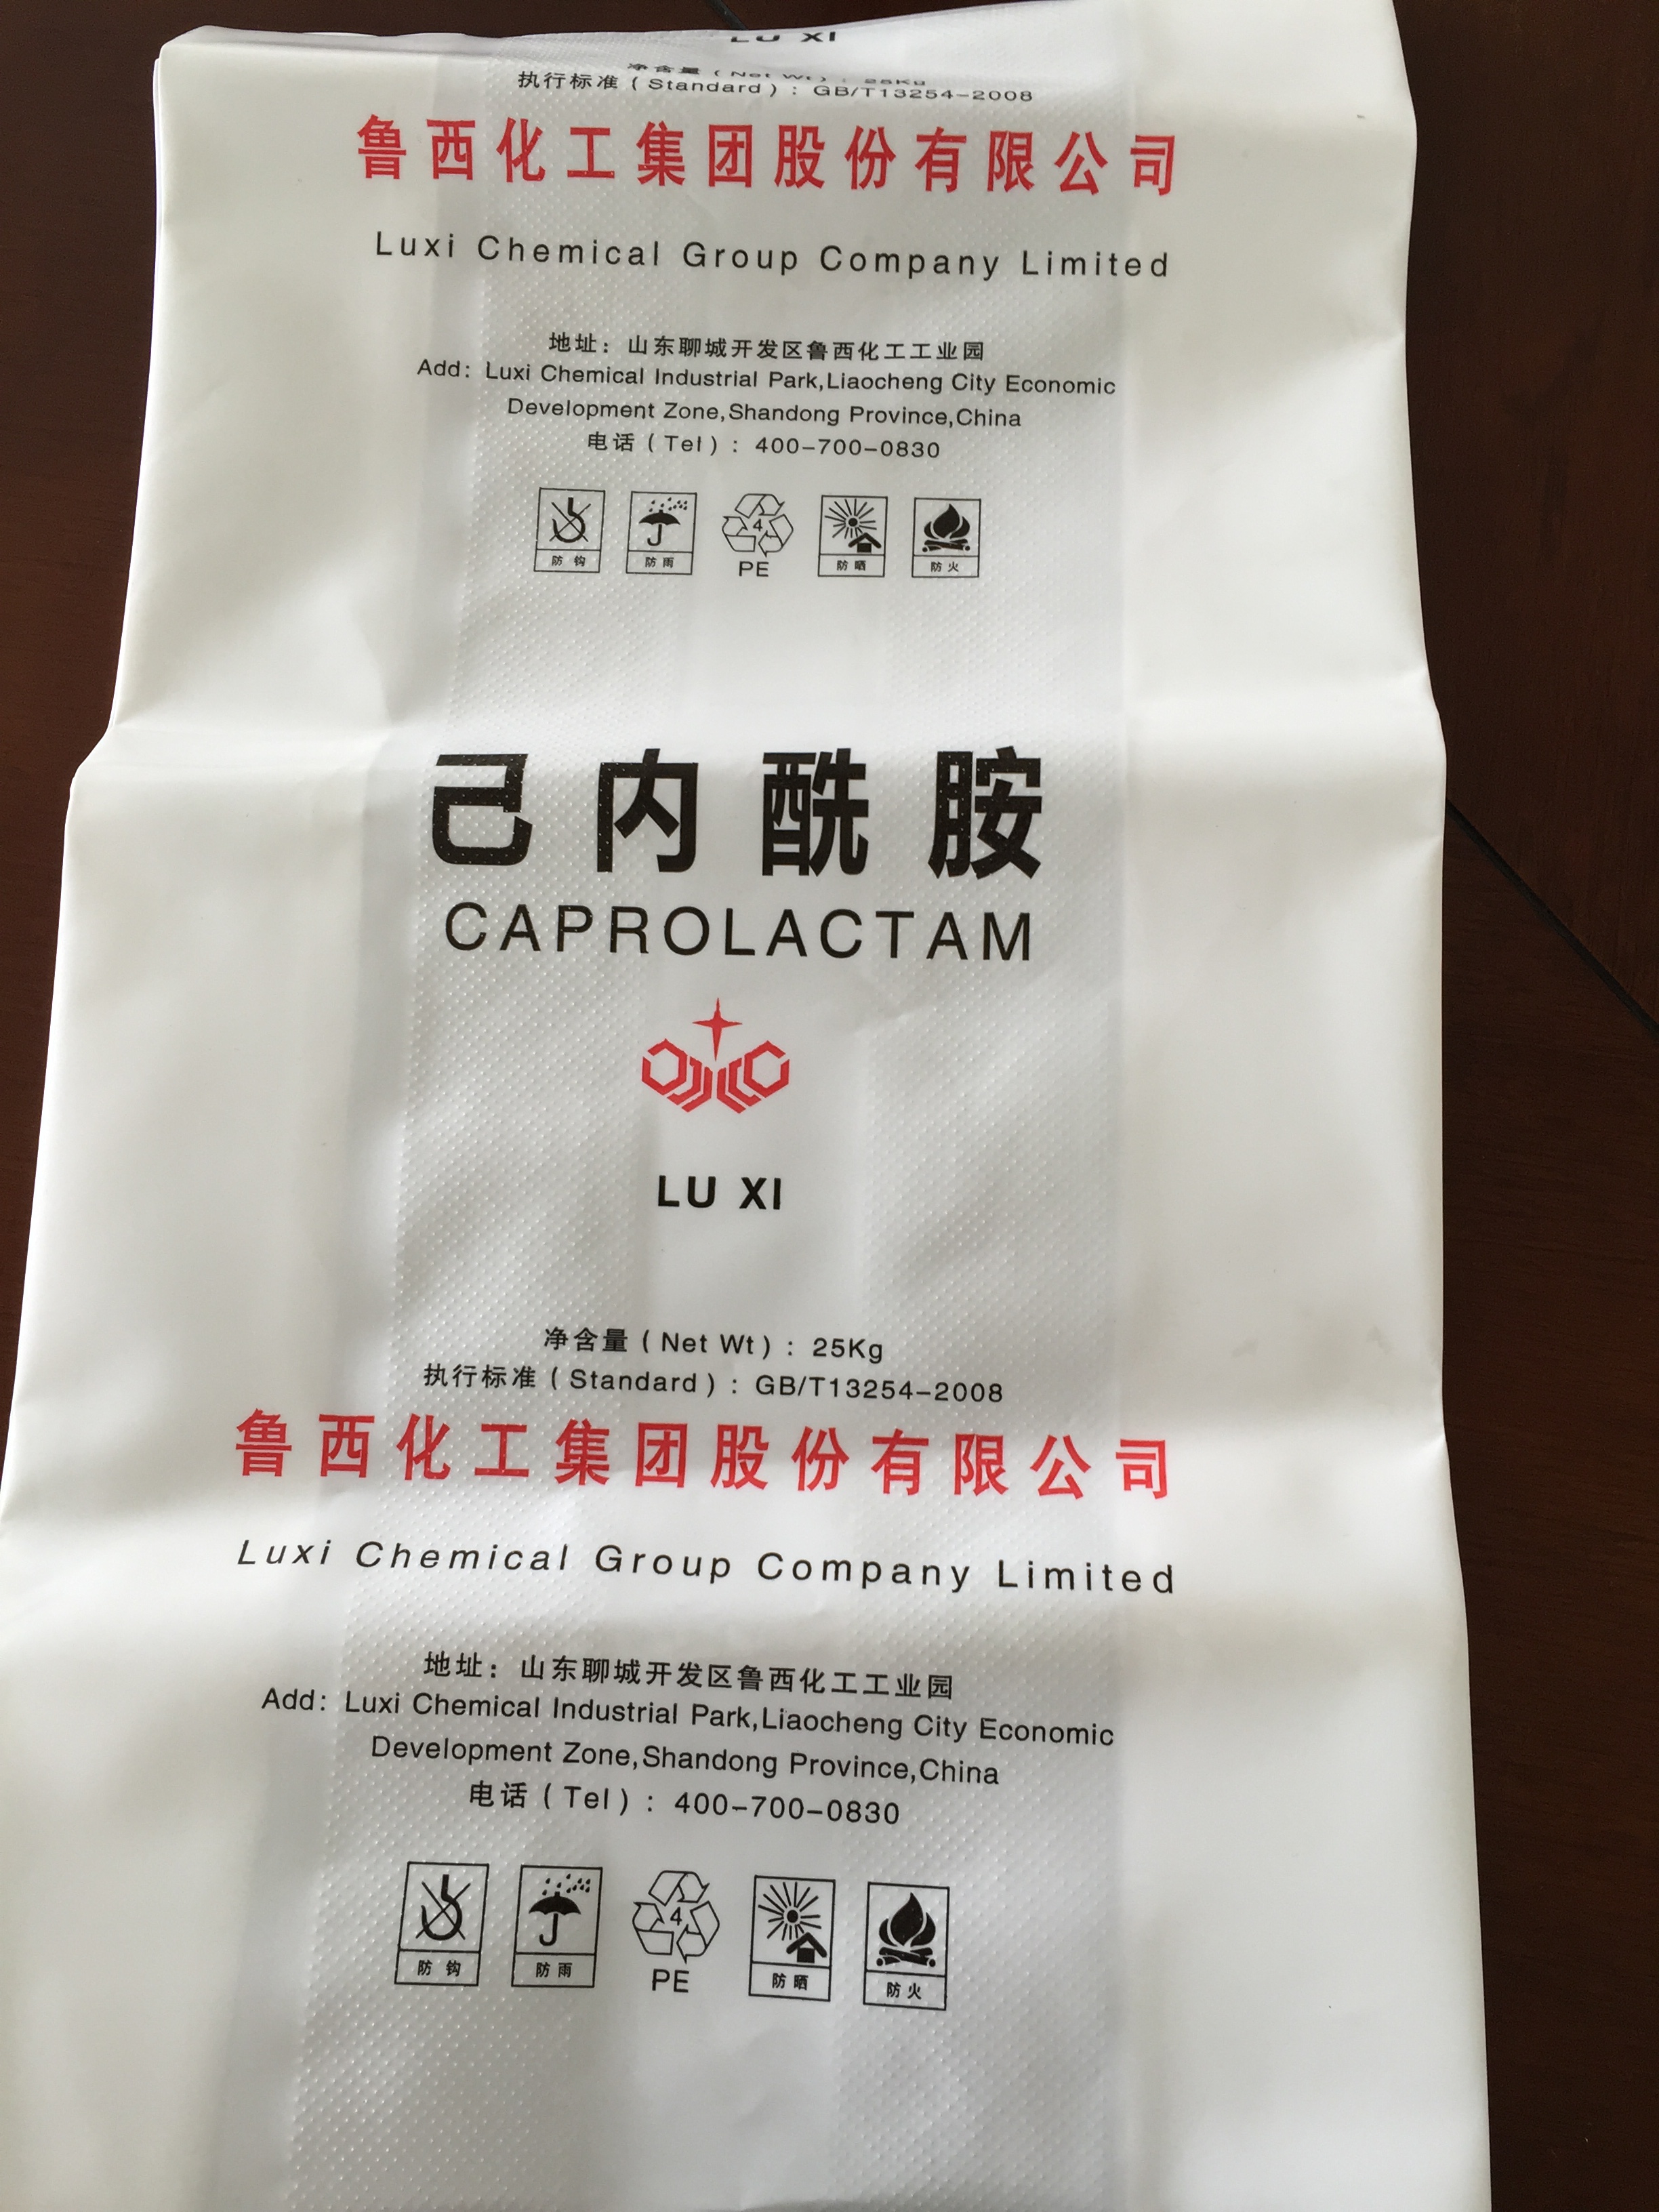 LU XI
净含量（Net Wt）: 25Kg
执行标准（Standard）: GB/T13254-2008
鲁西化工集团股份有限公司
Luxi Chemical Group Company Limited
地址：山东聊城开发区鲁西化工工业园
Add: Luxi Chemical Industrial Park,Liaocheng City Economic
Development Zone,Shandong Province,China
电话（Tel）: 400-700-0830
防钩 防雨 4 PE 防晒 防火
己内酰胺
CAPROLACTAM
LU XI
净含量（Net Wt）: 25Kg
执行标准（Standard）: GB/T13254-2008
鲁西化工集团股份有限公司
Luxi Chemical Group Company Limited
地址：山东聊城开发区鲁西化工工业园
Add: Luxi Chemical Industrial Park,Liaocheng City Economic
Development Zone,Shandong Province,China
电话（Tel）: 400-700-0830
防钩 防雨 4 PE 防晒 防火